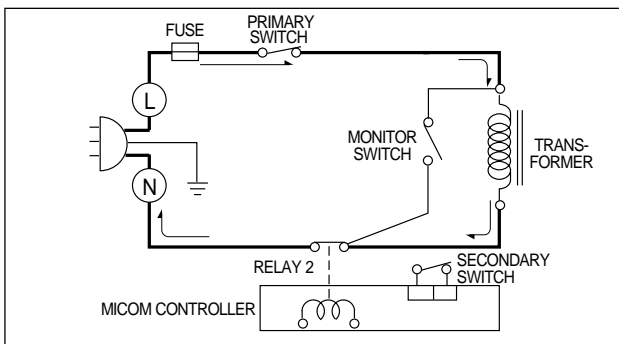 FUSE
PRIMARY
SWITCH
L
MONITOR
SWITCH
TRANS-
FORMER
N
RELAY 2
SECONDARY
SWITCH
MICOM CONTROLLER